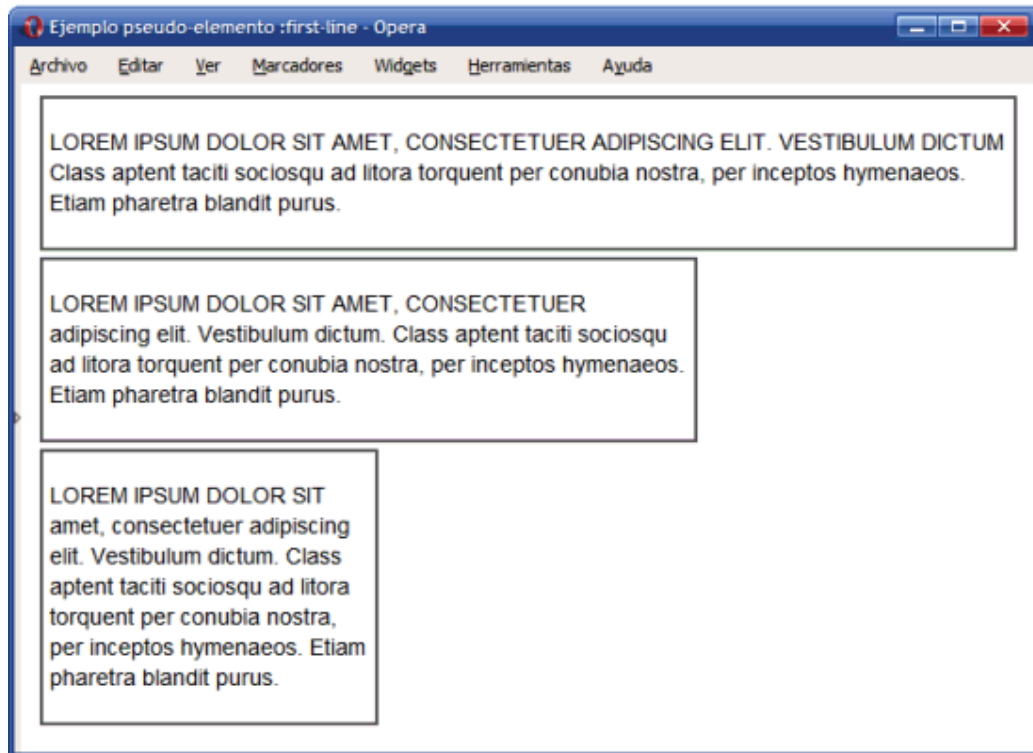 Ejemplo pseudo-elemento :first-line - Opera
Archivo Editar Ver Marcadores Widgets Herramientas Ayuda
LOREM IPSUM DOLOR SIT AMET, CONSECTETUER ADIPISCING ELIT. VESTIBULUM DICTUM
Class aptent taciti sociosqu ad litora torquent per conubia nostra, per inceptos hymenaeos.
Etiam pharetra blandit purus.
LOREM IPSUM DOLOR SIT AMET, CONSECTETUER
adipiscing elit. Vestibulum dictum. Class aptent taciti sociosqu
ad litora torquent per conubia nostra, per inceptos hymenaeos.
Etiam pharetra blandit purus.
LOREM IPSUM DOLOR SIT
amet, consectetuer adipiscing
elit. Vestibulum dictum. Class
aptent taciti sociosqu ad litora
torquent per conubia nostra,
per inceptos hymenaeos. Etiam
pharetra blandit purus.